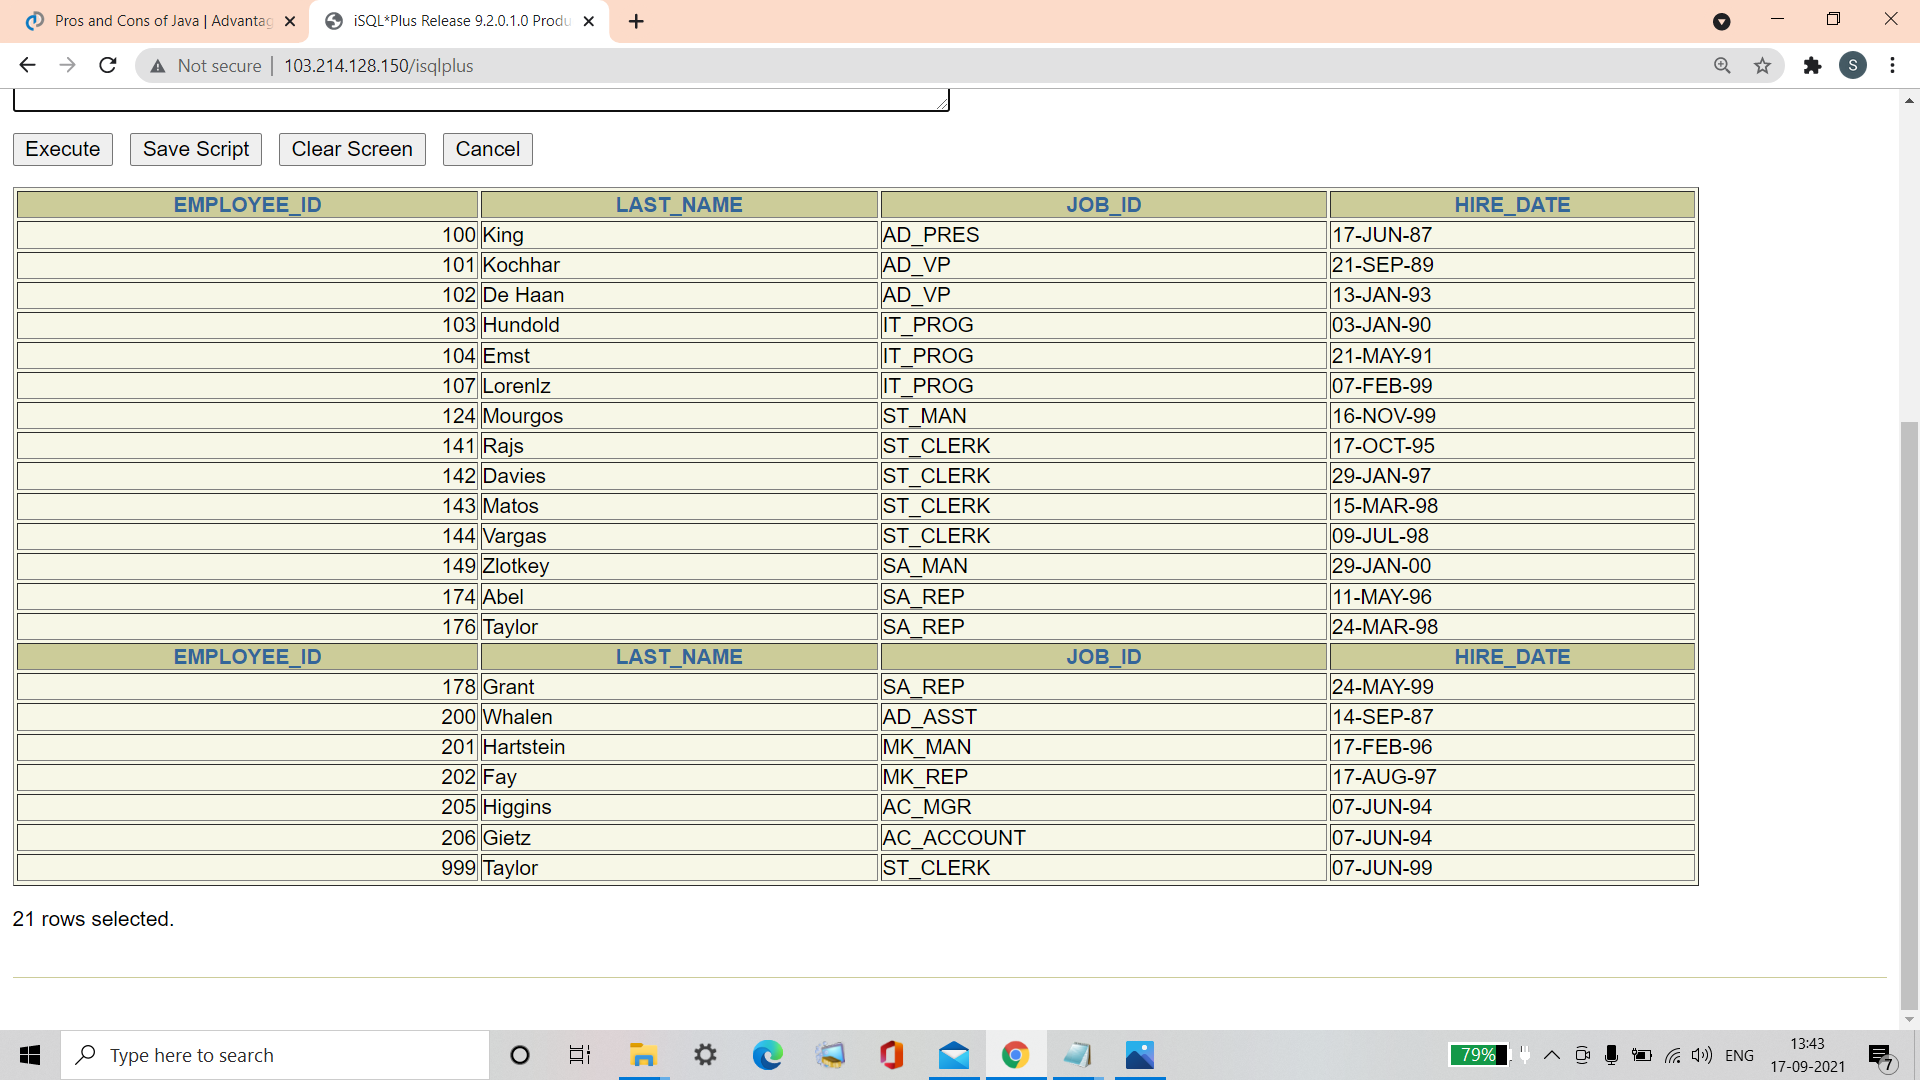 Pros and Cons of Java | Advantag
iSQL*Plus Release 9.2.0.1.0 Produ
Not secure | 103.214.128.150/isqlplus
S
Execute Save Script Clear Screen Cancel
EMPLOYEE_ID LAST_NAME JOB_ID HIRE_DATE
100 King AD_PRES 17-JUN-87
101 Kochhar AD_VP 21-SEP-89
102 De Haan AD_VP 13-JAN-93
103 Hundold IT_PROG 03-JAN-90
104 Emst IT_PROG 21-MAY-91
107 Lorenlz IT_PROG 07-FEB-99
124 Mourgos ST_MAN 16-NOV-99
141 Rajs ST_CLERK 17-OCT-95
142 Davies ST_CLERK 29-JAN-97
143 Matos ST_CLERK 15-MAR-98
144 Vargas ST_CLERK 09-JUL-98
149 Zlotkey SA_MAN 29-JAN-00
174 Abel SA_REP 11-MAY-96
176 Taylor SA_REP 24-MAR-98
EMPLOYEE_ID LAST_NAME JOB_ID HIRE_DATE
178 Grant SA_REP 24-MAY-99
200 Whalen AD_ASST 14-SEP-87
201 Hartstein MK_MAN 17-FEB-96
202 Fay MK_REP 17-AUG-97
205 Higgins AC_MGR 07-JUN-94
206 Gietz AC_ACCOUNT 07-JUN-94
999 Taylor ST_CLERK 07-JUN-99
21 rows selected.
Type here to search
79%
ENG
13:43
17-09-2021
7